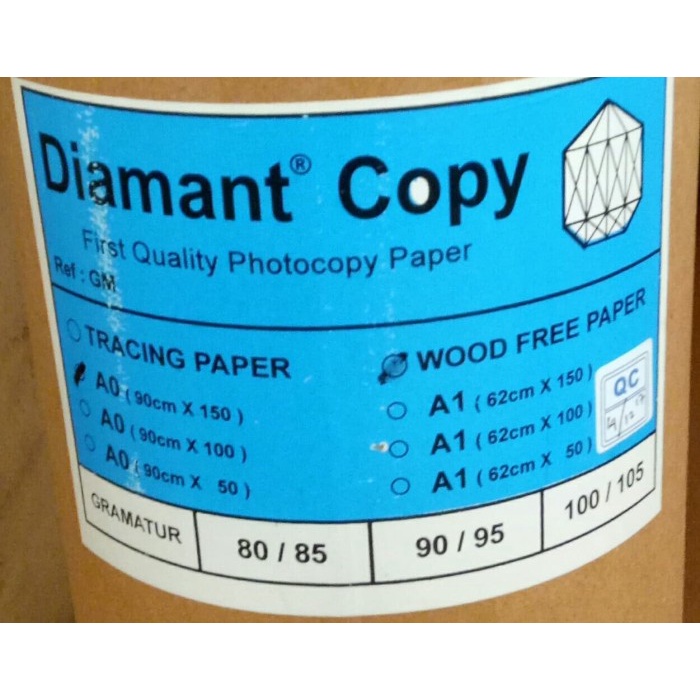 Diamant® Copy
First Quality Photocopy Paper
Ref : GM
TRACING PAPER
A0 ( 90cm X 150 )
A0 ( 90cm X 100 )
A0 ( 90cm X 50 )
WOOD FREE PAPER
A1 ( 62cm X 150 )
A1 ( 62cm X 100 )
A1 ( 62cm X 50 )
QC
GRAMATUR 80 / 85 90 / 95 100 / 105